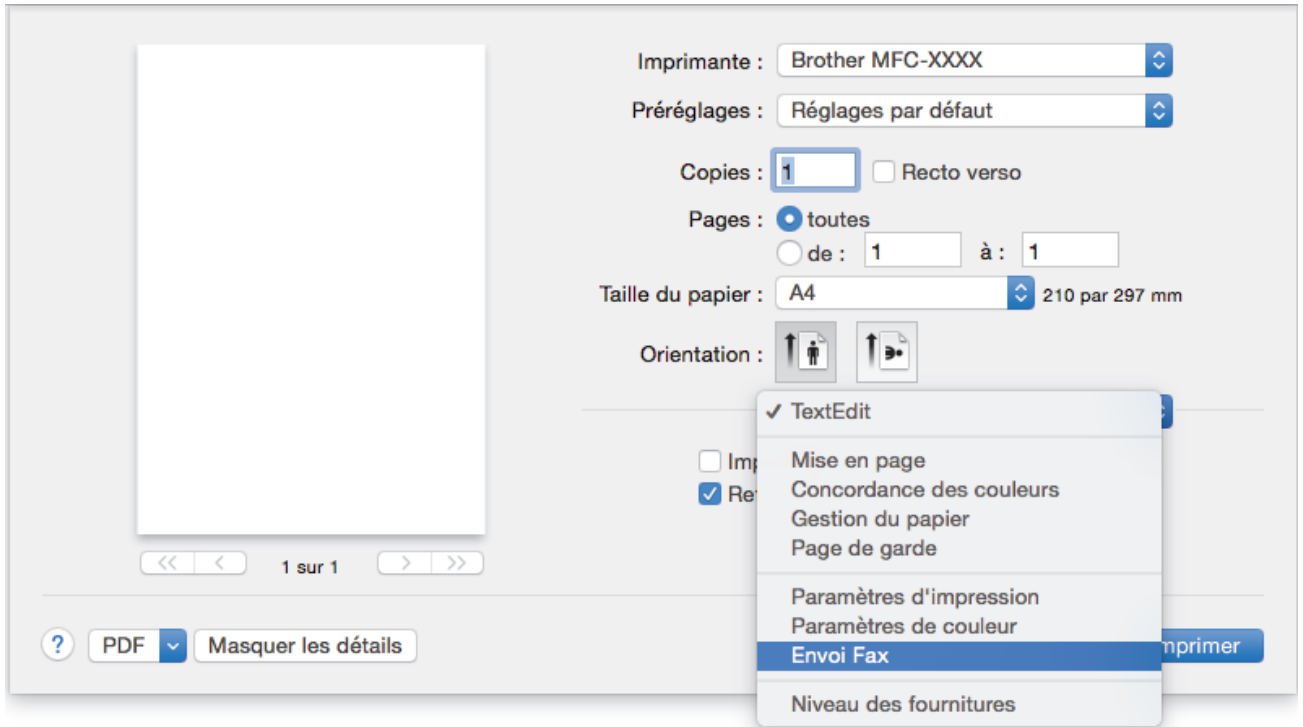 Imprimante : Brother MFC-XXXX
Préréglages : Réglages par défaut
Copies : 1 Recto verso
Pages : toutes
de : 1 à : 1
Taille du papier : A4 210 par 297 mm
Orientation :
✓ TextEdit
Mise en page
Concordance des couleurs
Gestion du papier
Page de garde
Paramètres d'impression
Paramètres de couleur
Envoi Fax
Niveau des fournitures
<< < 1 sur 1 > >>
? PDF Masquer les détails